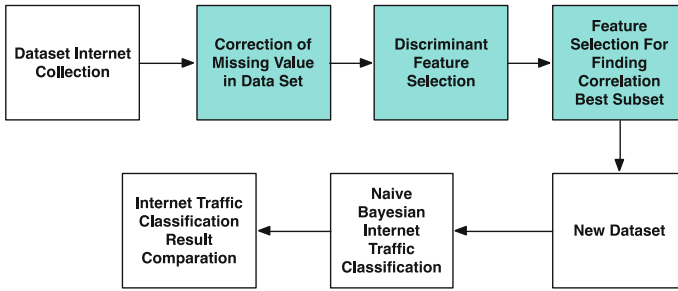 Dataset Internet
Collection
Correction of
Missing Value
in Data Set
Discriminant
Feature
Selection
Feature
Selection For
Finding
Correlation
Best Subset
Internet Traffic
Classification
Result
Comparation
Naive
Bayesian
Internet
Traffic
Classification
New Dataset